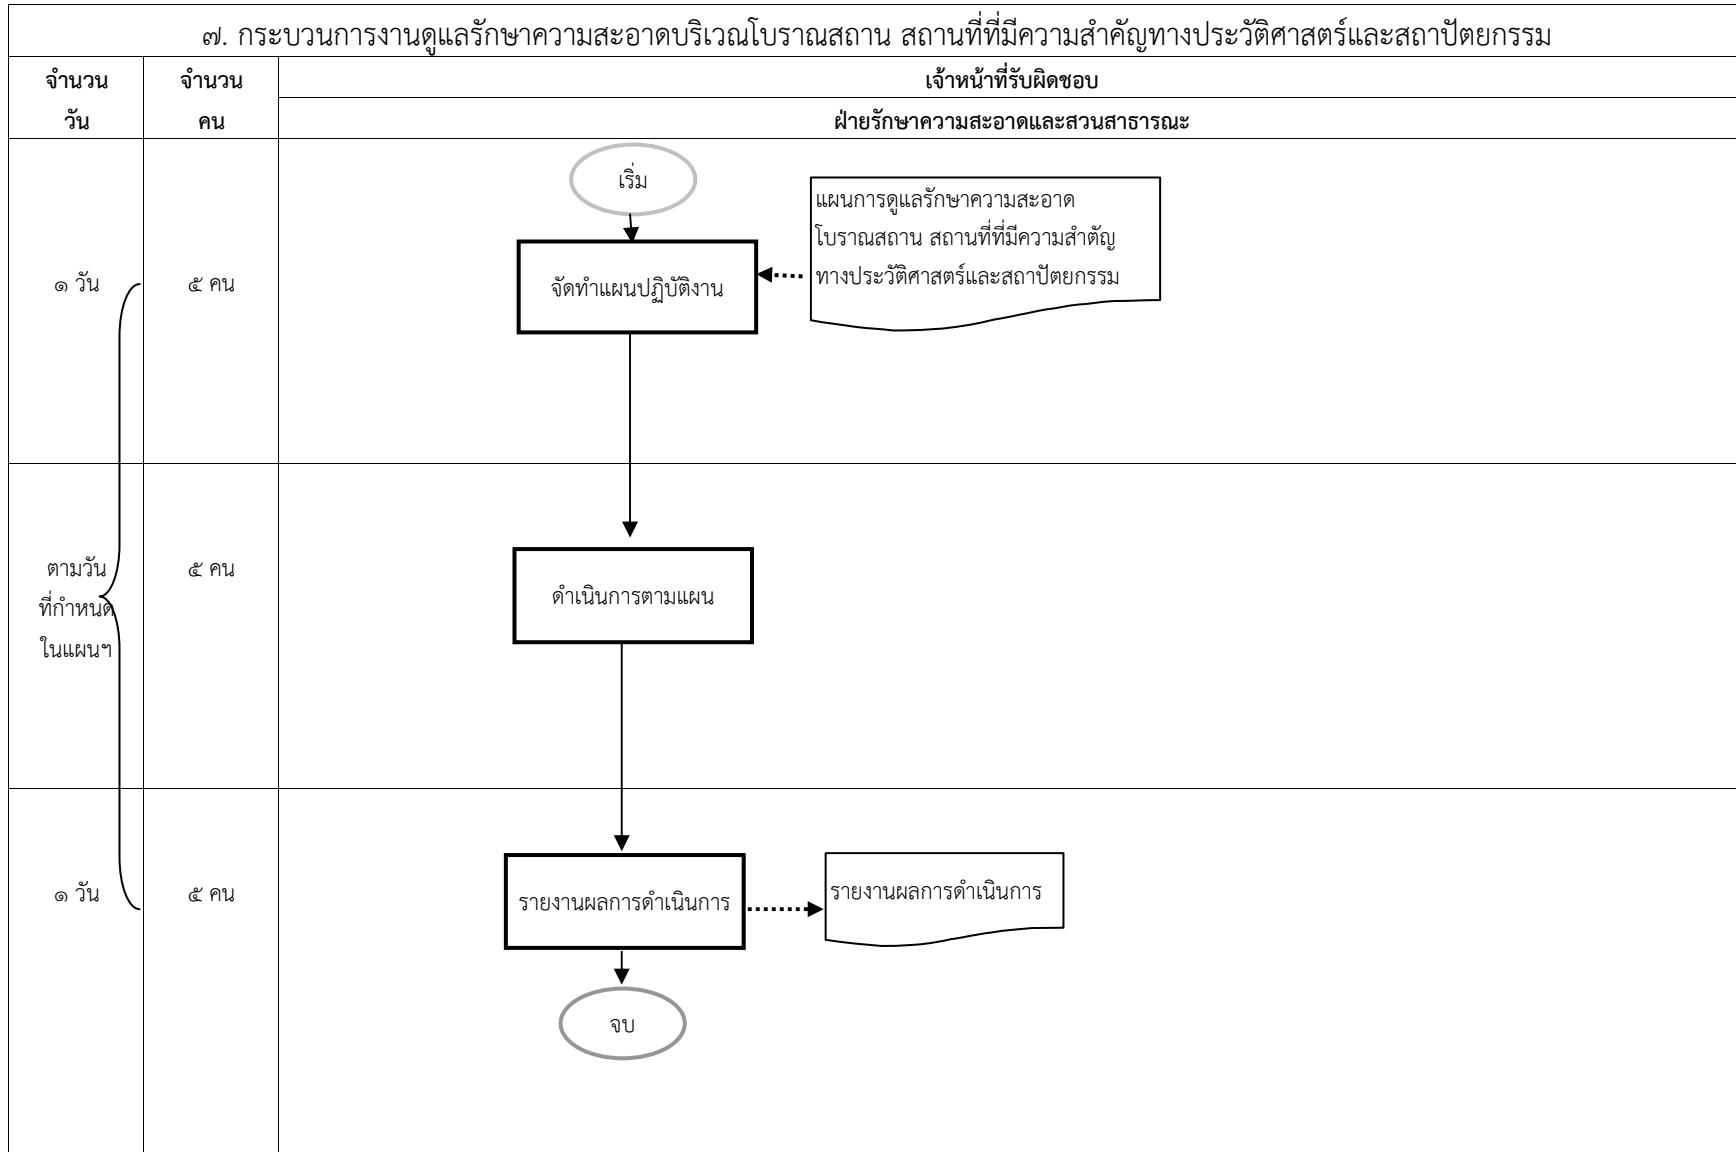 ๗. กระบวนการงานดูแลรักษาความสะอาดบริเวณโบราณสถาน สถานที่ที่มีความสำคัญทางประวัติศาสตร์และสถาปัตยกรรม
จำนวน
วัน
จำนวน
คน
เจ้าหน้าที่รับผิดชอบ
ฝ่ายรักษาความสะอาดและสวนสาธารณะ
๑ วัน
๕ คน
เริ่ม
จัดทำแผนปฏิบัติงาน
แผนการดูแลรักษาความสะอาด
โบราณสถาน สถานที่ที่มีความสำตัญ
ทางประวัติศาสตร์และสถาปัตยกรรม
ตามวัน
ที่กำหนด
ในแผนฯ
๕ คน
ดำเนินการตามแผน
๑ วัน
๕ คน
รายงานผลการดำเนินการ
รายงานผลการดำเนินการ
จบ